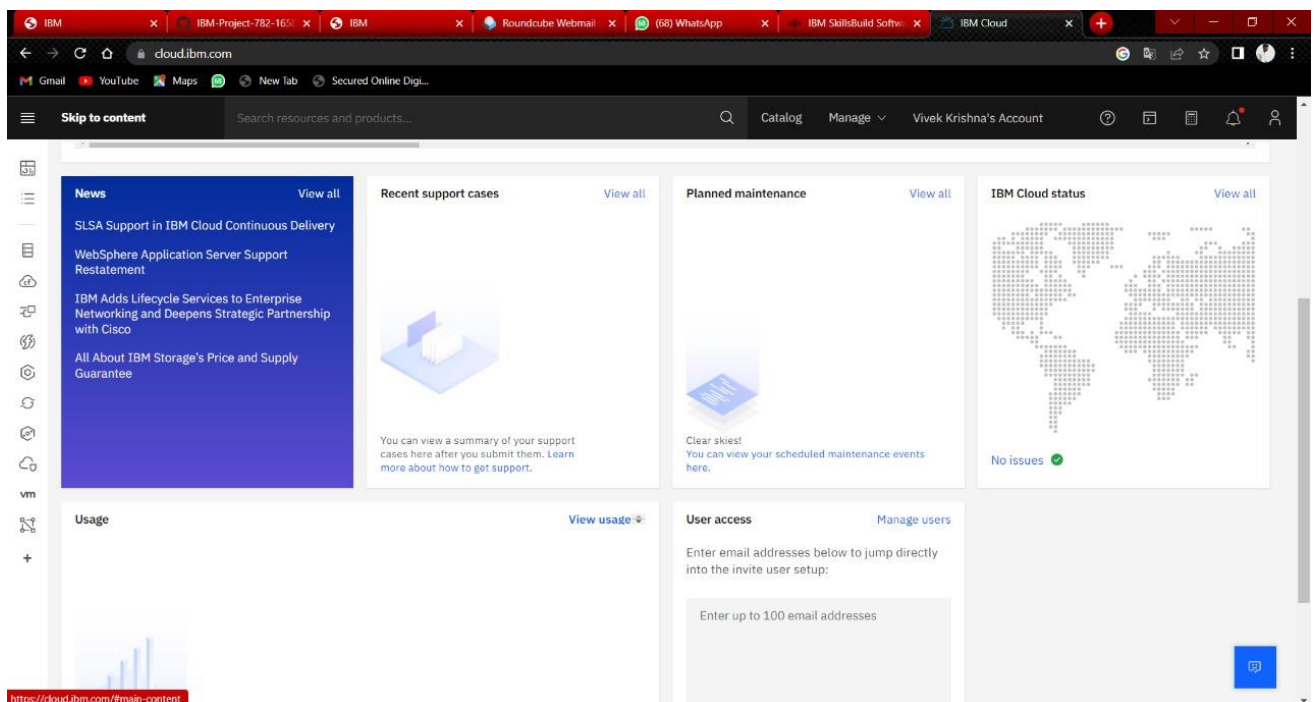 IBM
IBM-Project-782-165
IBM
Roundcube Webmail
(68) WhatsApp
IBM SkillsBuild Softw
IBM Cloud
cloud.ibm.com
Gmail YouTube Maps New Tab Secured Online Digi...
Skip to content
Search resources and products...
Catalog
Manage
Vivek Krishna's Account
News
View all
SLSA Support in IBM Cloud Continuous Delivery
WebSphere Application Server Support
Restatement
IBM Adds Lifecycle Services to Enterprise
Networking and Deepens Strategic Partnership
with Cisco
All About IBM Storage's Price and Supply
Guarantee
Recent support cases
View all
You can view a summary of your support
cases here after you submit them. Learn
more about how to get support.
Planned maintenance
View all
Clear skies!
You can view your scheduled maintenance events
here.
IBM Cloud status
View all
No issues
vm
Usage
View usage
User access
Manage users
Enter email addresses below to jump directly
into the invite user setup:
Enter up to 100 email addresses
https://cloud.ibm.com/#main-content